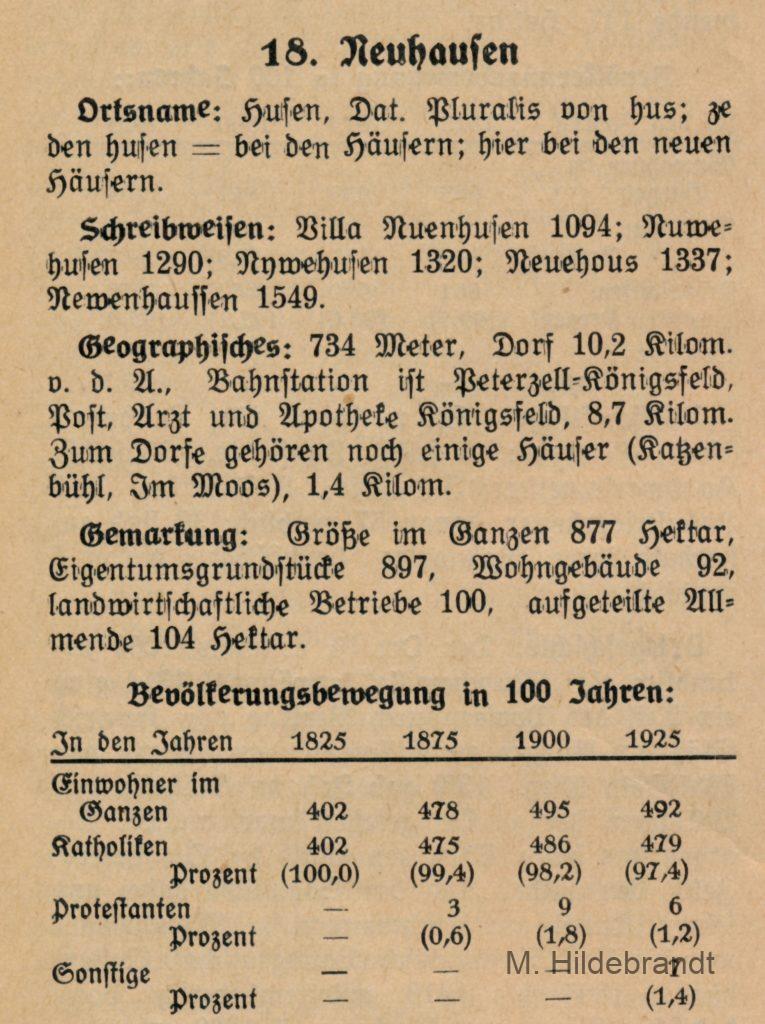 18. Neuhausen
Ortsname: Husen, Dat. Pluralis von hus; ze
den husen = bei den Häusern; hier bei den neuen
Häusern.
Schreibweisen: Villa Nuenhusen 1094; Nuwe-
husen 1290; Nywehusen 1320; Neuehous 1337;
Newenhaussen 1549.
Geographisches: 734 Meter, Dorf 10,2 Kilom.
v. d. A., Bahnstation ist Peterzell-Königsfeld,
Post, Arzt und Apotheke Königsfeld, 8,7 Kilom.
Zum Dorfe gehören noch einige Häuser (Katzen-
bühl, Im Moos), 1,4 Kilom.
Gemarkung: Größe im Ganzen 877 Hektar,
Eigentumsgrundstücke 897, Wohngebäude 92,
landwirtschaftliche Betriebe 100, aufgeteilte All-
mende 104 Hektar.
Bevölkerungsbewegung in 100 Jahren:
In den Jahren 1825 1875 1900 1925
Einwohner im
Ganzen 402 478 495 492
Katholiken 402 475 486 479
Prozent (100,0) (99,4) (98,2) (97,4)
Protestanten — 3 9 6
Prozent — (0,6) (1,8) (1,2)
Sonstige — — — 7
M. Hildebrandt
Prozent — — — (1,4)